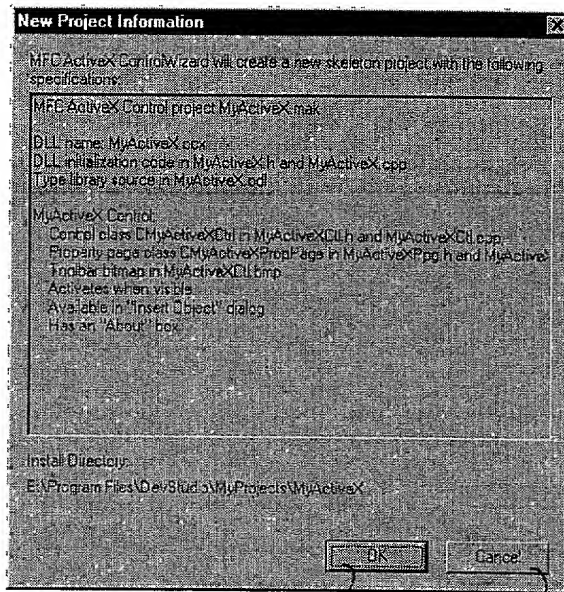 New Project Information
MFC ActiveX ControlWizard will create a new skeleton project with the following
specifications:
MFC ActiveX Control project MyActiveX.mak
DLL name: MyActiveX.ocx
DLL initialization code in MyActiveX.h and MyActiveX.cpp
Type library source in MyActiveX.odl
MyActiveX Control:
Control class CMyActiveXCtrl in MyActiveXCtl.h and MyActiveXCtl.cpp
Property page class CMyActiveXPropPage in MyActiveXPpg.h and MyActiveX
Toolbar bitmap in MyActiveXCtl.bmp
Activates when visible
Available in "Insert Object" dialog
Has an "About" box
Install Directory:
E:\Program Files\DevStudio\MyProjects\MyActiveX
OK Cancel